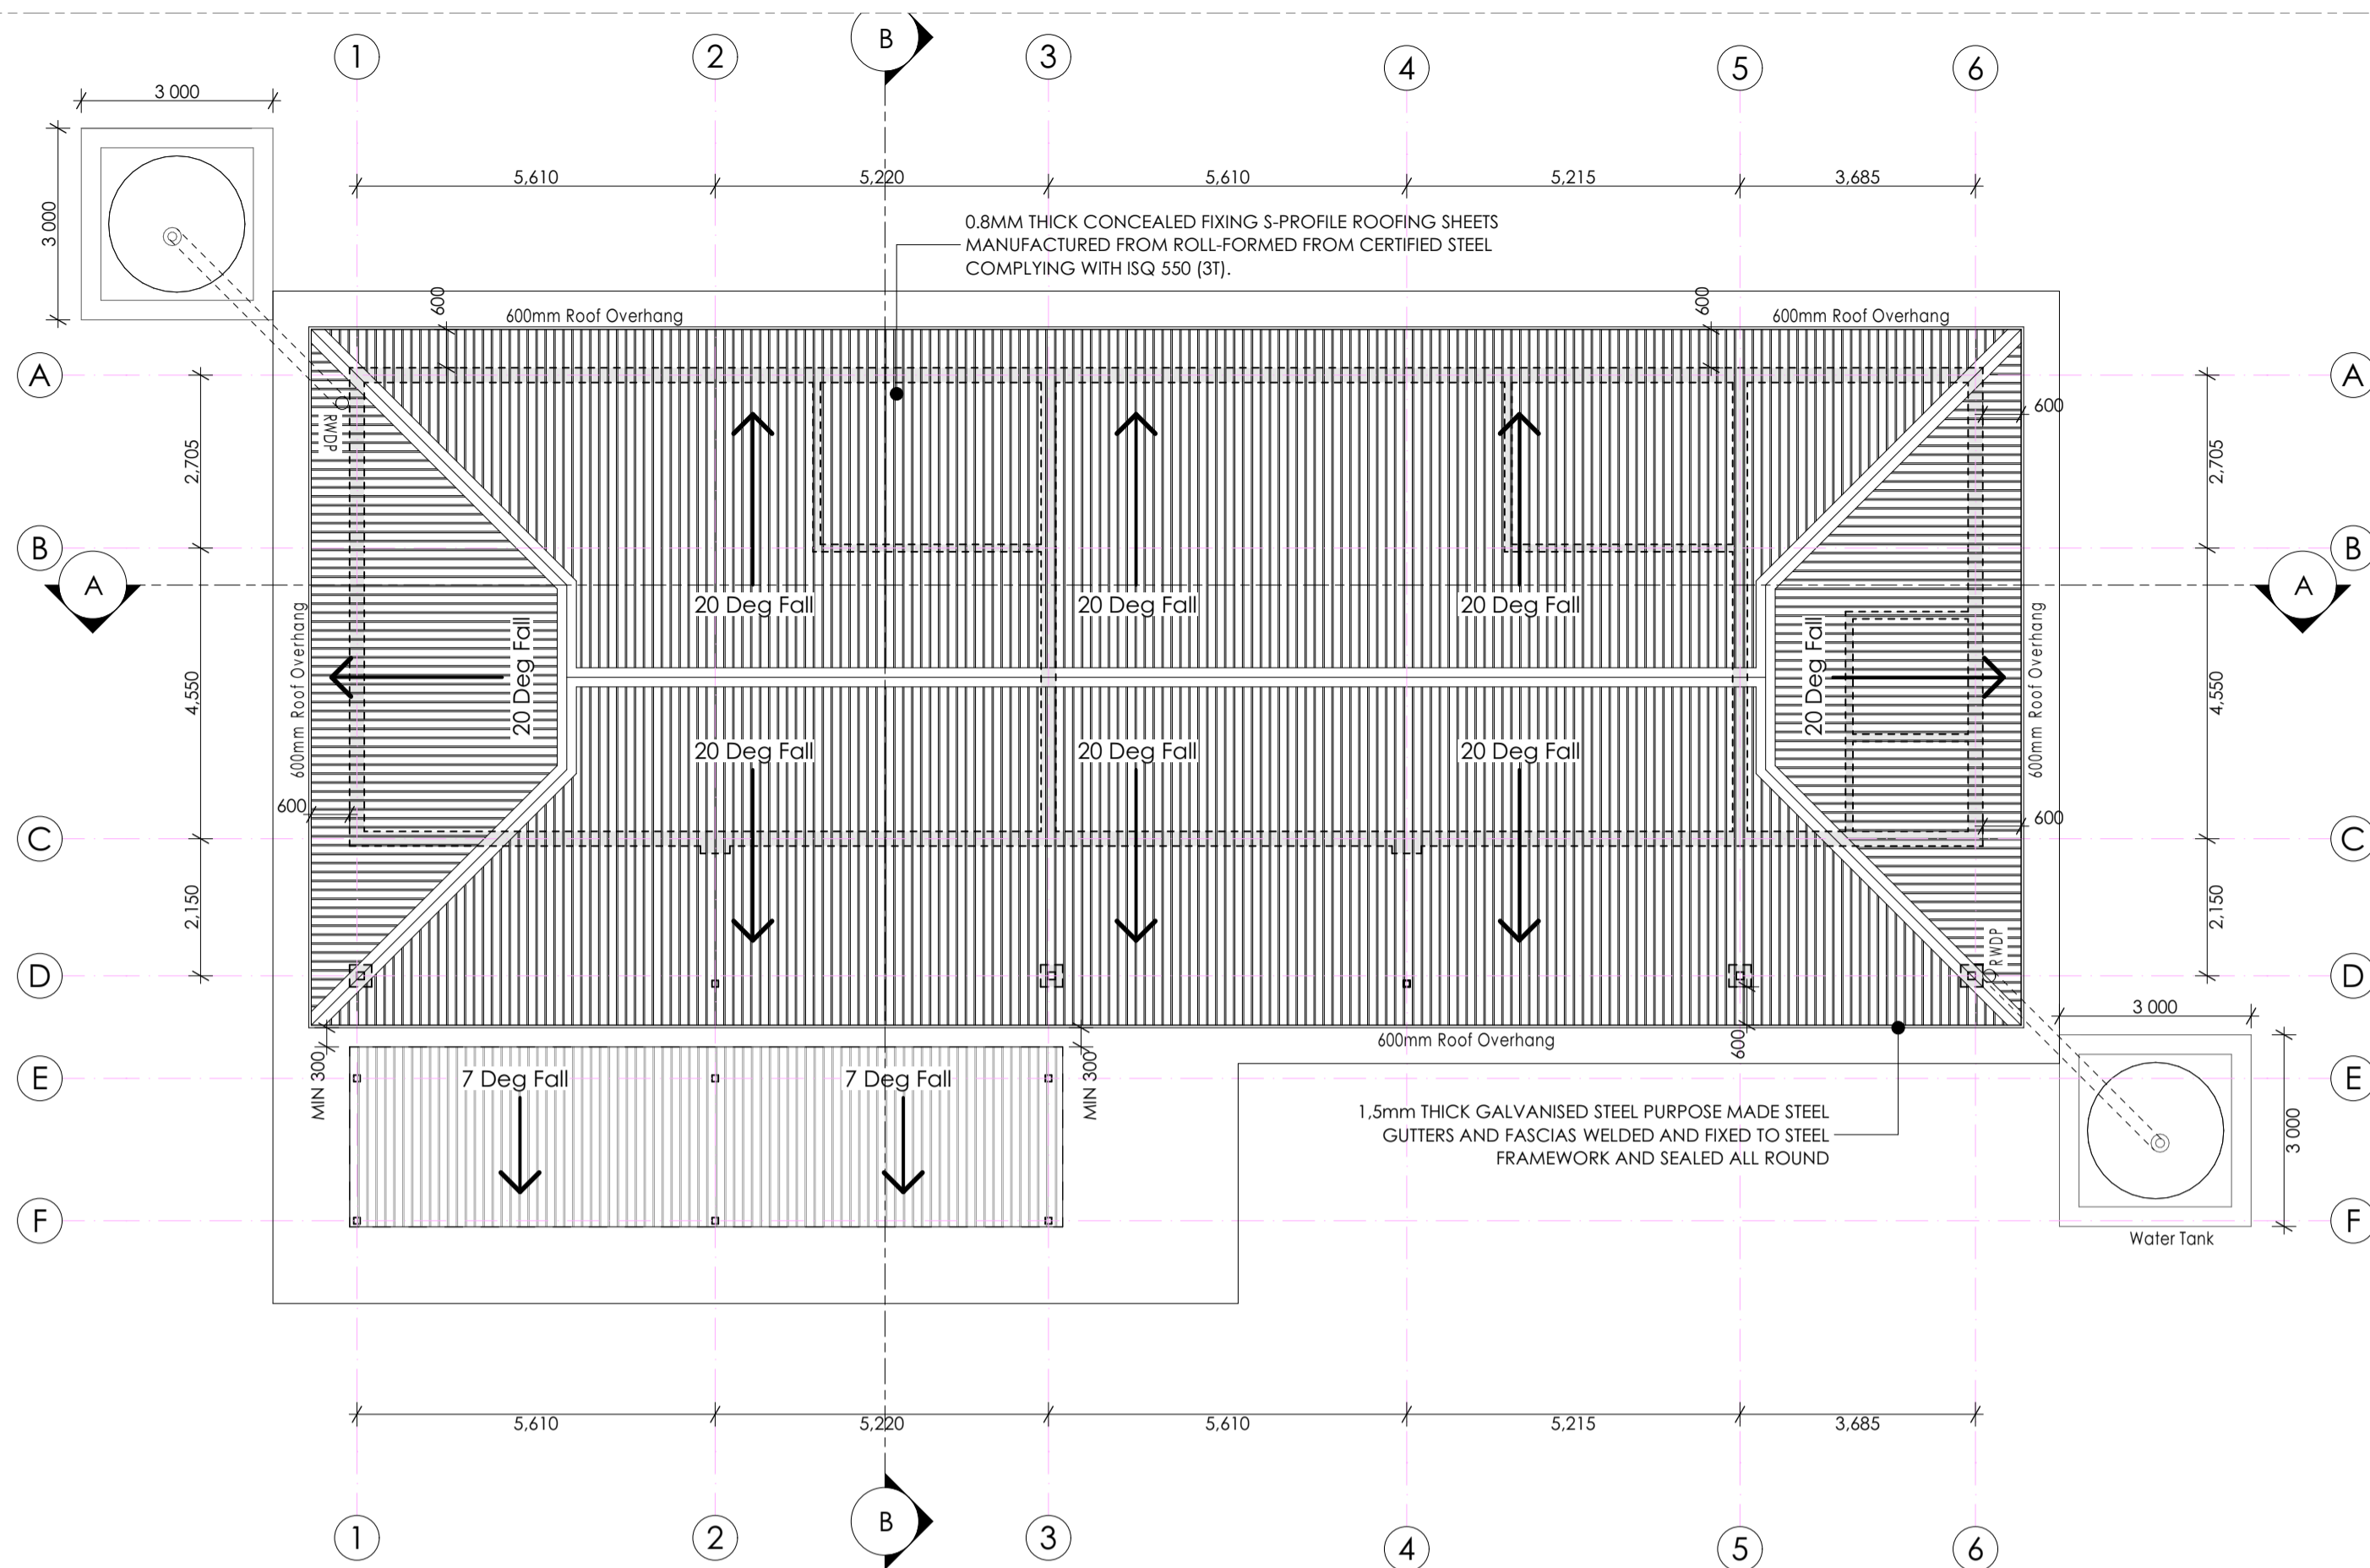 B
1
2
3
4
5
6
3 000
3 000
5,610
5,220
5,610
5,215
3,685
0.8MM THICK CONCEALED FIXING S-PROFILE ROOFING SHEETS
MANUFACTURED FROM ROLL-FORMED FROM CERTIFIED STEEL
COMPLYING WITH ISQ 550 (3T).
600
600
600mm Roof Overhang
600mm Roof Overhang
A
A
600
RWDP
2,705
2,705
B
B
A
A
20 Deg Fall
20 Deg Fall
20 Deg Fall
600mm Roof Overhang
20 Deg Fall
20 Deg Fall
600mm Roof Overhang
4,550
4,550
20 Deg Fall
20 Deg Fall
20 Deg Fall
600
600
C
C
2,150
2,150
RWDP
D
D
3 000
600mm Roof Overhang
600
MIN 300
MIN 300
E
7 Deg Fall
7 Deg Fall
E
1,5mm THICK GALVANISED STEEL PURPOSE MADE STEEL
GUTTERS AND FASCIAS WELDED AND FIXED TO STEEL
FRAMEWORK AND SEALED ALL ROUND
3 000
F
F
Water Tank
5,610
5,220
5,610
5,215
3,685
B
1
2
3
4
5
6